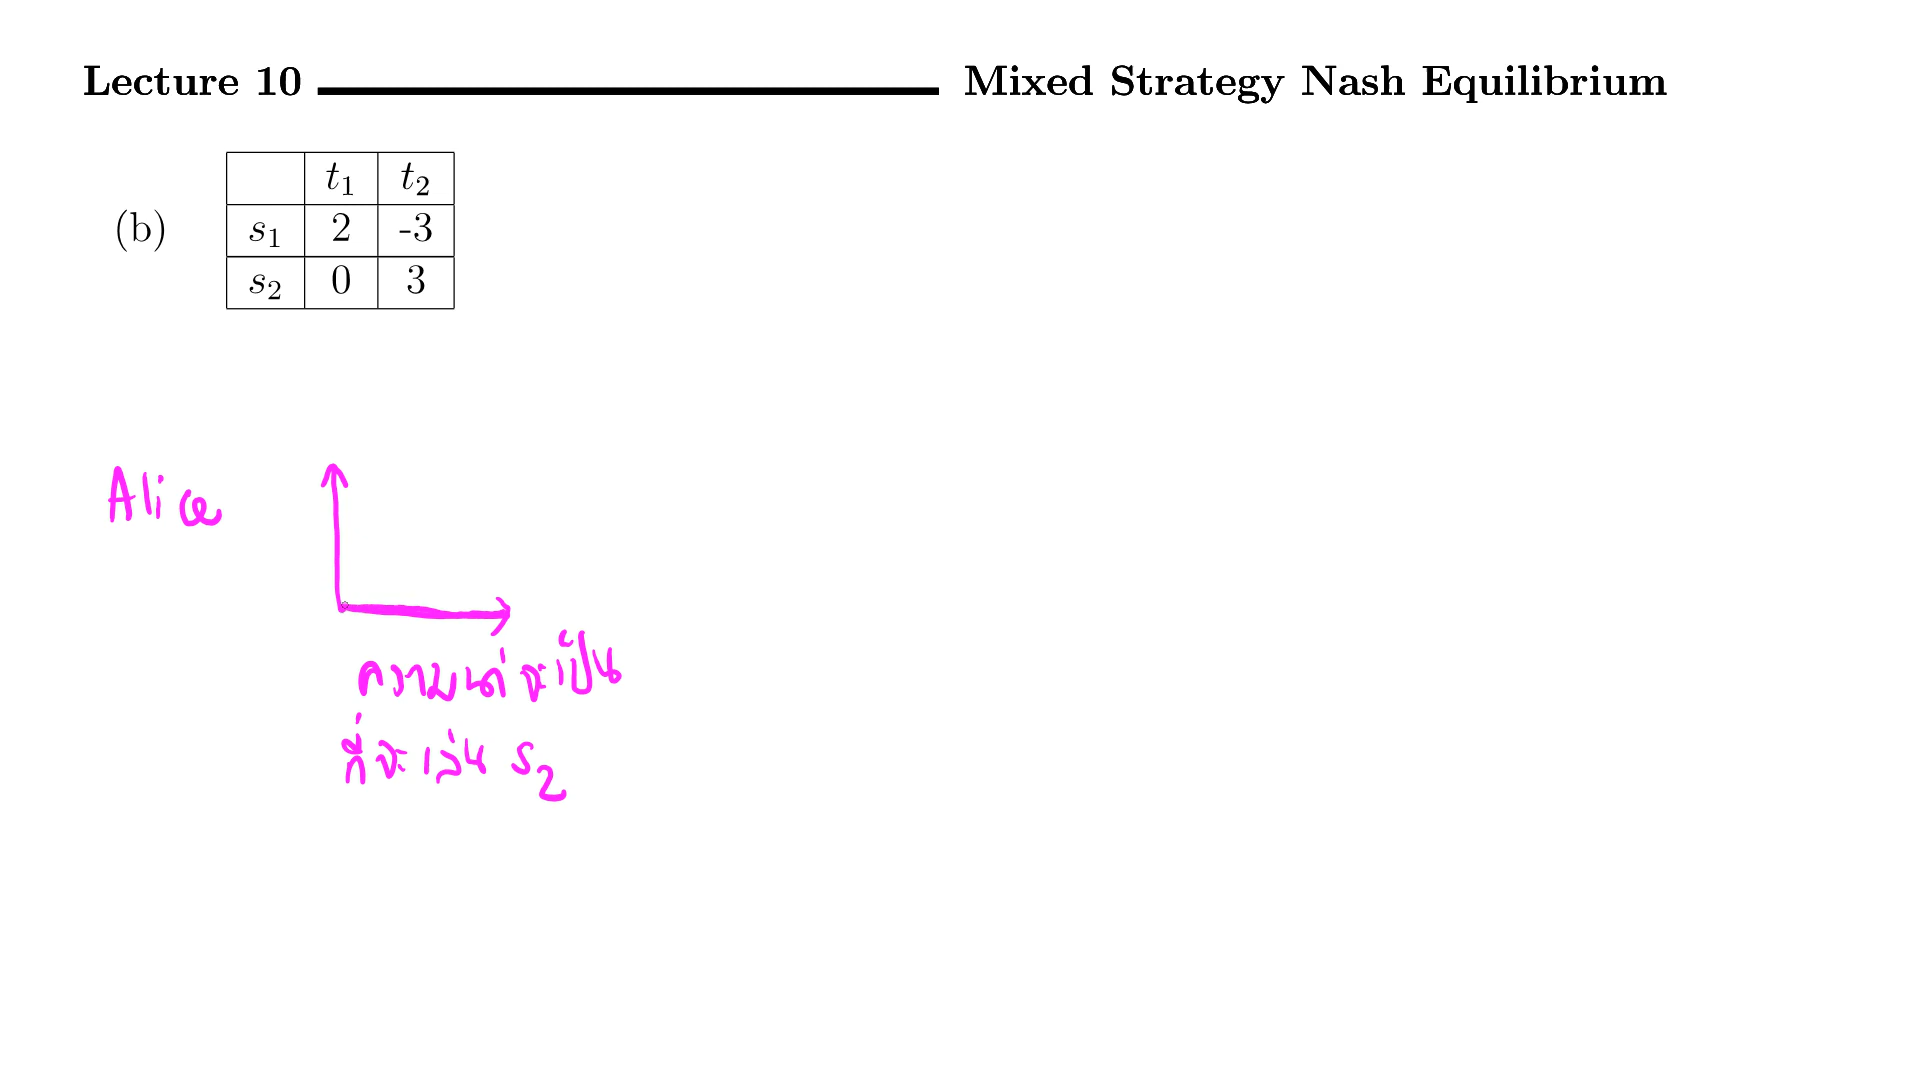 Lecture 10 Mixed Strategy Nash Equilibrium
(b)
t₁ t₂
s₁ 2 -3
s₂ 0 3
Alice
ความน่าจะเป็น
ที่จะเล่น s₂